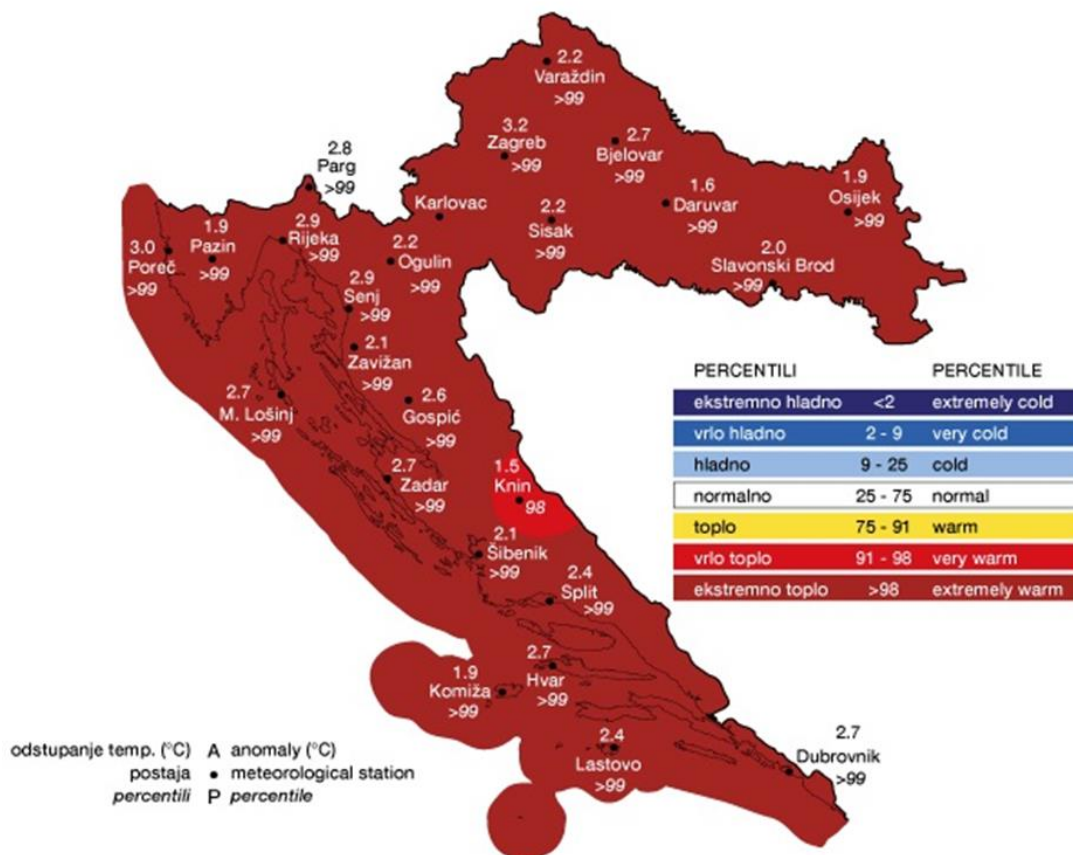 2.2
Varaždin
>99
3.2
Zagreb
>99
2.7
Bjelovar
>99
2.8
Parg
>99
1.6
Daruvar
>99
1.9
Osijek
>99
Karlovac
2.2
Sisak
>99
1.9
Pazin
>99
2.9
Rijeka
>99
3.0
Poreč
>99
2.2
Ogulin
>99
2.0
Slavonski Brod
>99
2.9
Senj
>99
2.1
Zavižan
>99
2.7
M. Lošinj
>99
2.6
Gospić
>99
2.7
Zadar
>99
1.5
Knin
98
2.1
Šibenik
>99
2.4
Split
>99
2.7
Hvar
>99
1.9
Komiža
>99
2.4
Lastovo
>99
2.7
Dubrovnik
>99
PERCENTILI PERCENTILE
ekstremno hladno <2 extremely cold
vrlo hladno 2 - 9 very cold
hladno 9 - 25 cold
normalno 25 - 75 normal
toplo 75 - 91 warm
vrlo toplo 91 - 98 very warm
ekstremno toplo >98 extremely warm
odstupanje temp. (°C) A anomaly (°C)
postaja • meteorological station
percentili P percentile